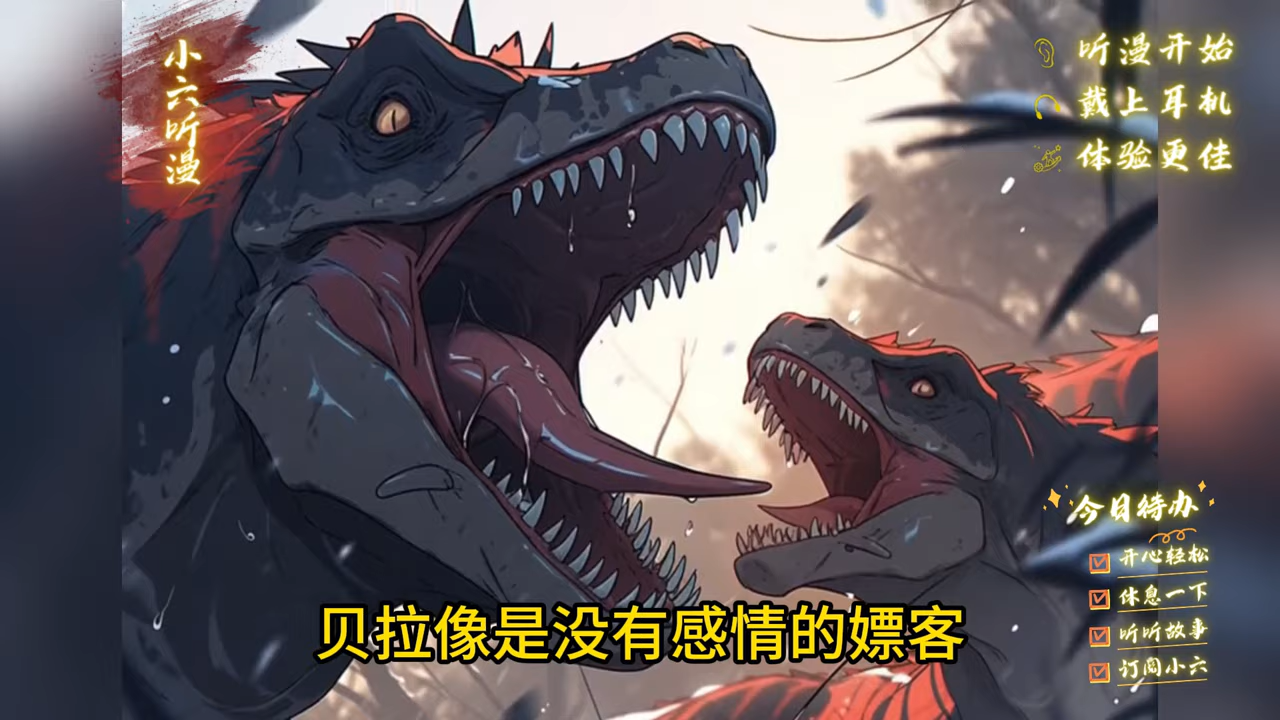 小六听漫
听漫开始
戴上耳机
体验更佳
今日待办
开心轻松
休息一下
听听故事
订阅小六
贝拉像是没有感情的嫖客